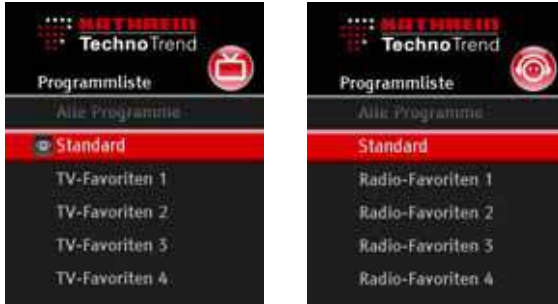 KATHREIN
TechnoTrend
Programmliste
Alle Programme
Standard
TV-Favoriten 1
TV-Favoriten 2
TV-Favoriten 3
TV-Favoriten 4
KATHREIN
TechnoTrend
Programmliste
Alle Programme
Standard
Radio-Favoriten 1
Radio-Favoriten 2
Radio-Favoriten 3
Radio-Favoriten 4